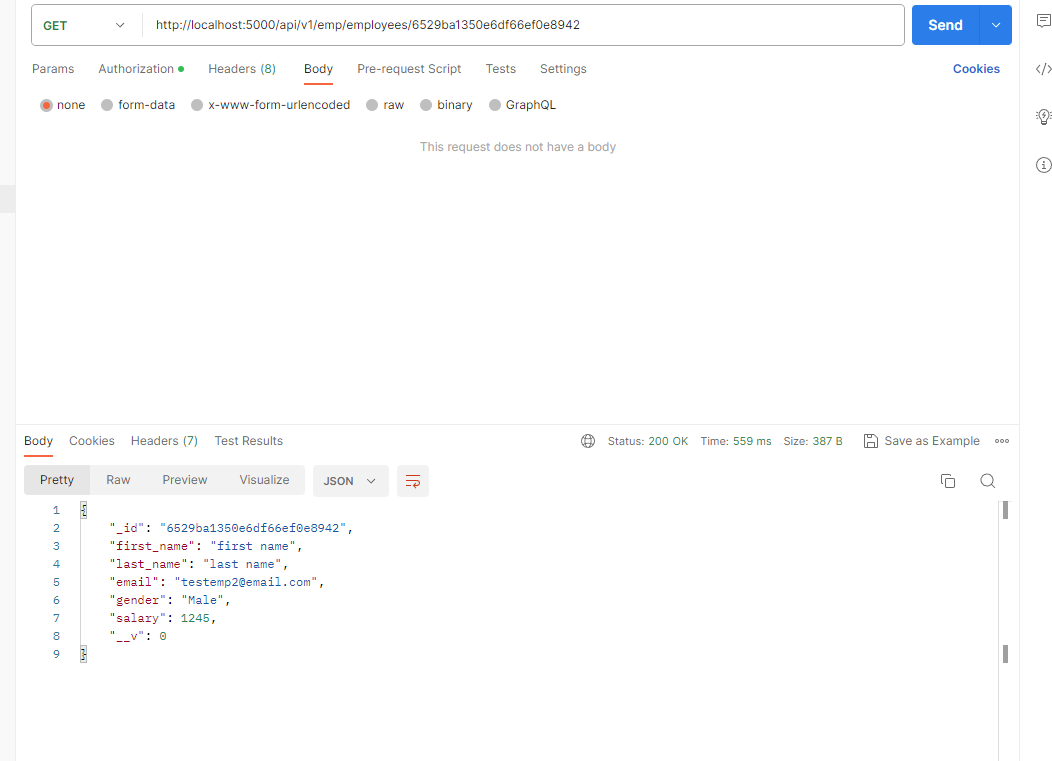 GET http://localhost:5000/api/v1/emp/employees/6529ba1350e6df66ef0e8942 Send
Params Authorization Headers (8) Body Pre-request Script Tests Settings Cookies
none form-data x-www-form-urlencoded raw binary GraphQL
This request does not have a body
Body Cookies Headers (7) Test Results Status: 200 OK Time: 559 ms Size: 387 B Save as Example
Pretty Raw Preview Visualize JSON
1 {
2 "_id": "6529ba1350e6df66ef0e8942",
3 "first_name": "first name",
4 "last_name": "last name",
5 "email": "testemp2@email.com",
6 "gender": "Male",
7 "salary": 1245,
8 "__v": 0
9 }